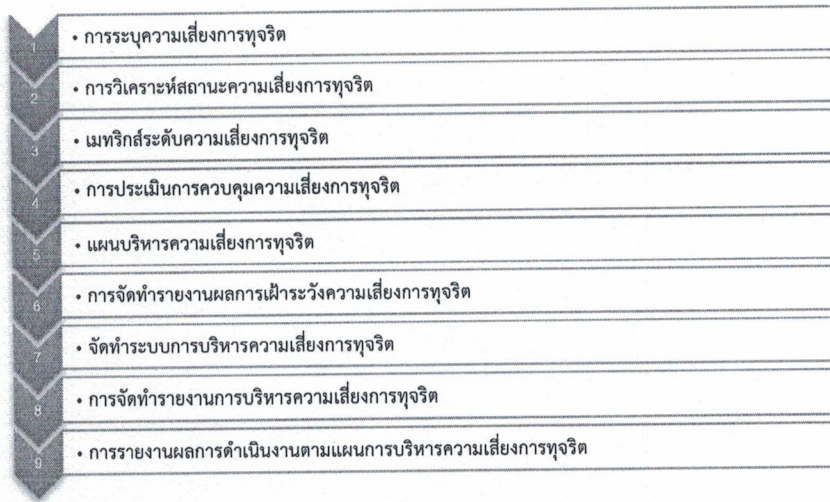 1
• การระบุความเสี่ยงการทุจริต
2
• การวิเคราะห์สถานะความเสี่ยงการทุจริต
3
• เมทริกส์ระดับความเสี่ยงการทุจริต
4
• การประเมินการควบคุมความเสี่ยงการทุจริต
5
• แผนบริหารความเสี่ยงการทุจริต
6
• การจัดทำรายงานผลการเฝ้าระวังความเสี่ยงการทุจริต
7
• จัดทำระบบการบริหารความเสี่ยงการทุจริต
8
• การจัดทำรายงานการบริหารความเสี่ยงการทุจริต
9
• การรายงานผลการดำเนินงานตามแผนการบริหารความเสี่ยงการทุจริต